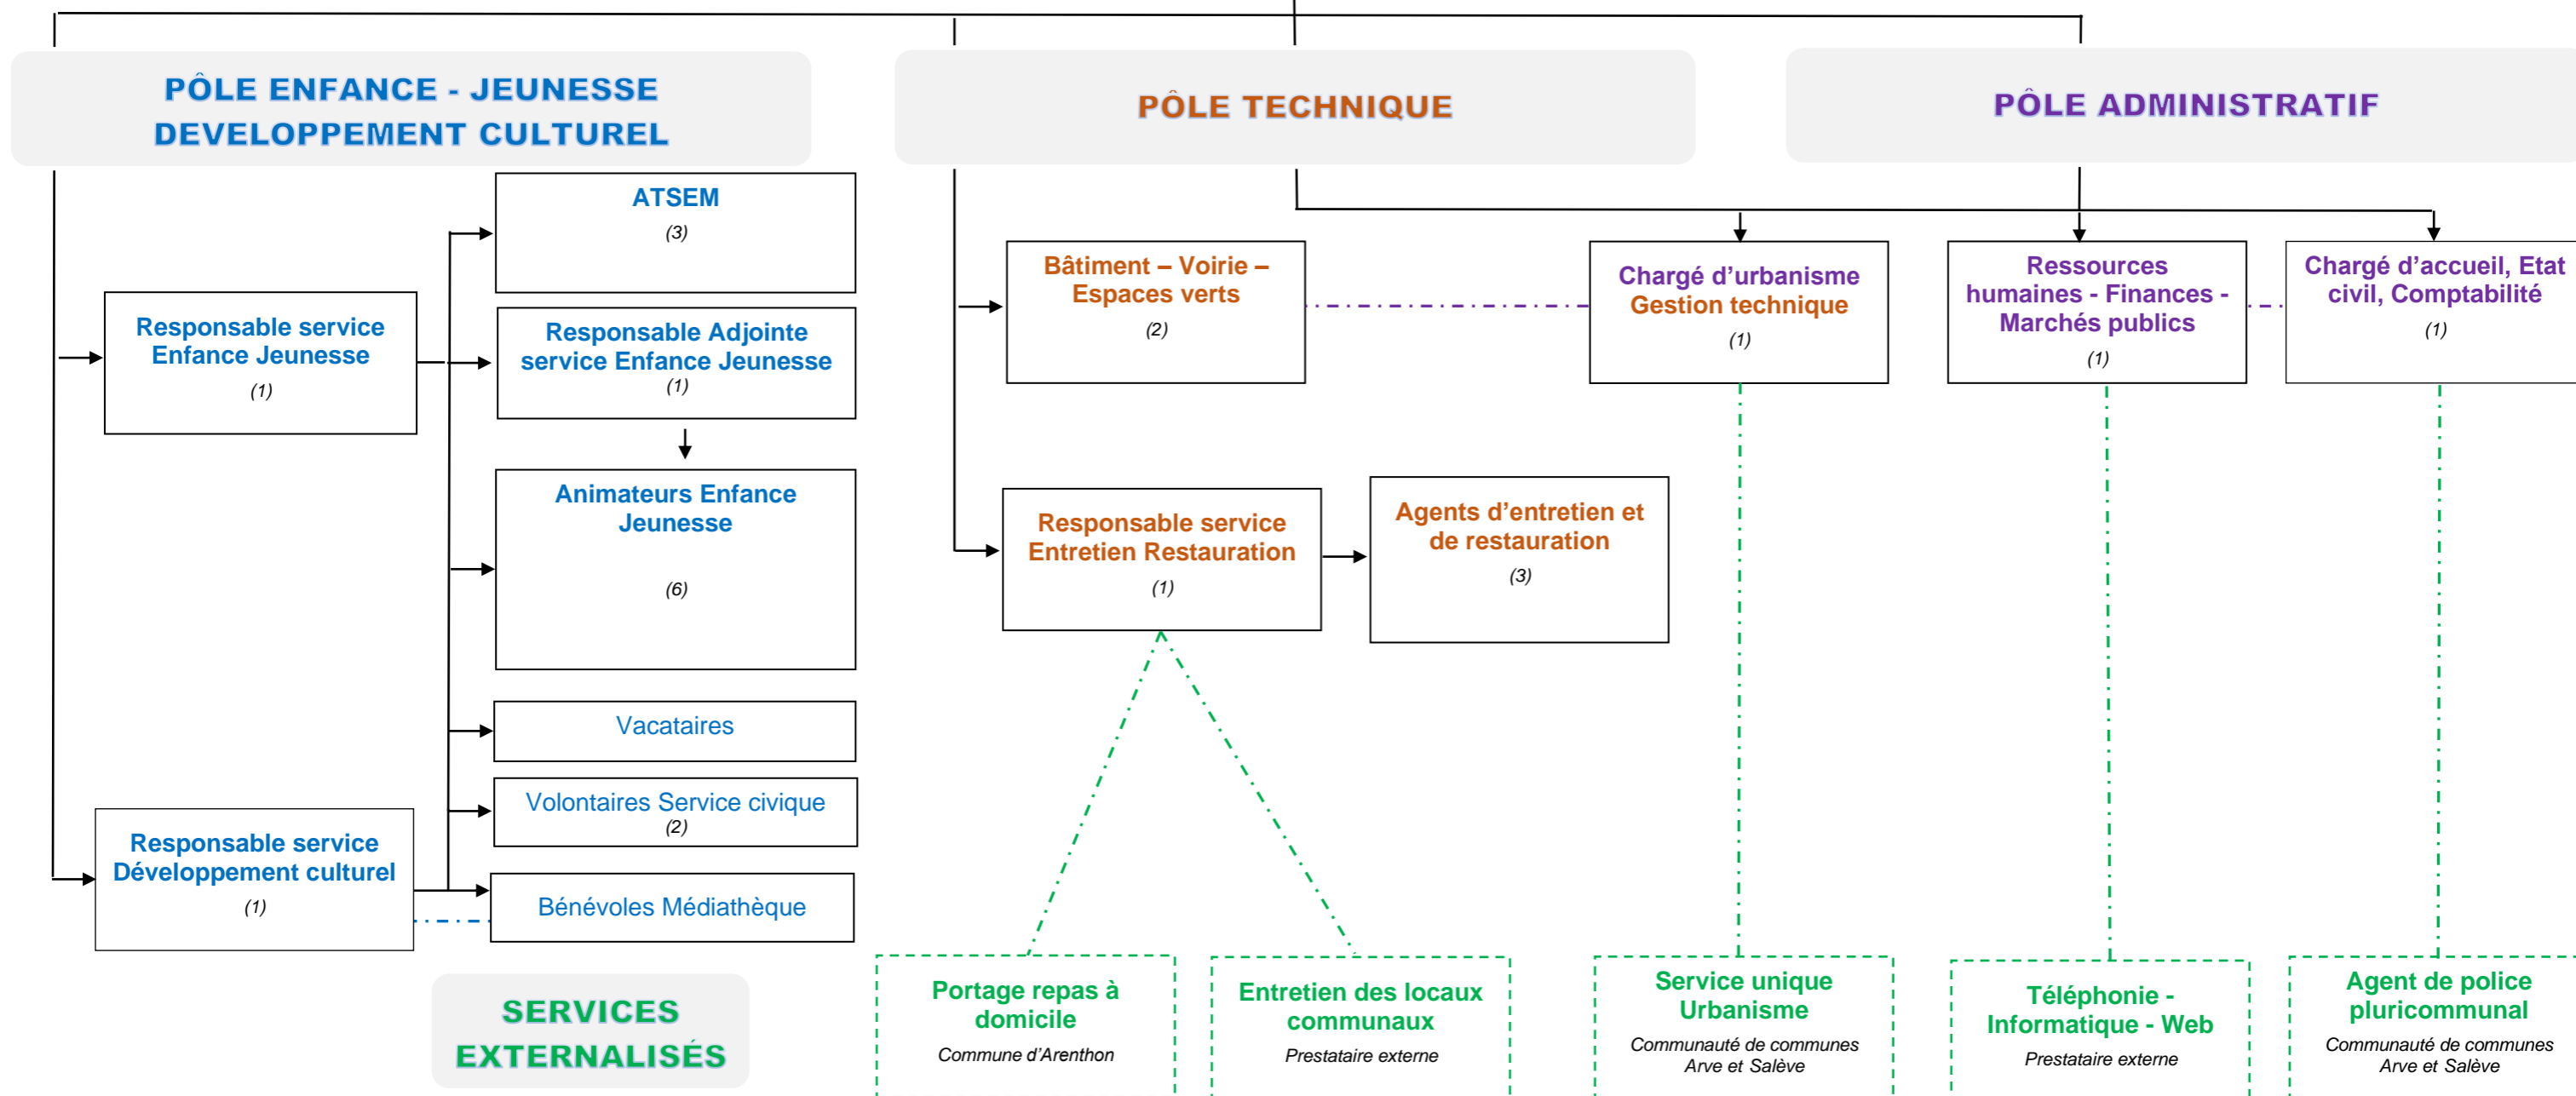 PÔLE ENFANCE - JEUNESSE
DEVELOPPEMENT CULTUREL
PÔLE TECHNIQUE
PÔLE ADMINISTRATIF
ATSEM
(3)
Responsable service
Enfance Jeunesse
(1)
Responsable Adjointe
service Enfance Jeunesse
(1)
Animateurs Enfance
Jeunesse
(6)
Vacataires
Volontaires Service civique
(2)
Responsable service
Développement culturel
(1)
Bénévoles Médiathèque
Bâtiment – Voirie –
Espaces verts
(2)
Chargé d’urbanisme
Gestion technique
(1)
Ressources
humaines - Finances -
Marchés publics
(1)
Chargé d’accueil, Etat
civil, Comptabilité
(1)
Responsable service
Entretien Restauration
(1)
Agents d’entretien et
de restauration
(3)
SERVICES
EXTERNALISÉS
Portage repas à
domicile
Commune d’Arenthon
Entretien des locaux
communaux
Prestataire externe
Service unique
Urbanisme
Communauté de communes
Arve et Salève
Téléphonie -
Informatique - Web
Prestataire externe
Agent de police
pluricommunal
Communauté de communes
Arve et Salève